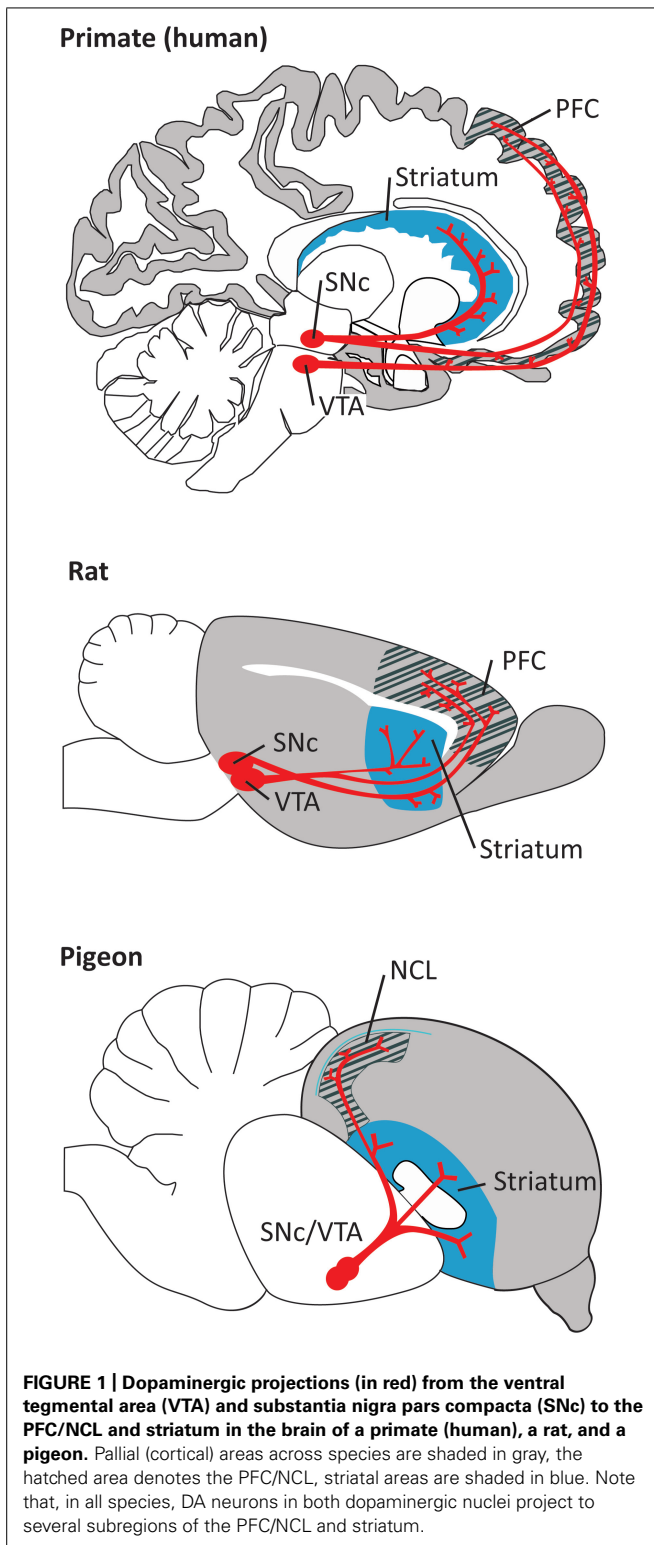 Primate (human)
PFC
Striatum
SNc
VTA
Rat
PFC
SNc
VTA
Striatum
Pigeon
NCL
Striatum
SNc/VTA
FIGURE 1 | Dopaminergic projections (in red) from the ventral
tegmental area (VTA) and substantia nigra pars compacta (SNc) to the
PFC/NCL and striatum in the brain of a primate (human), a rat, and a
pigeon. Pallial (cortical) areas across species are shaded in gray, the
hatched area denotes the PFC/NCL, striatal areas are shaded in blue. Note
that, in all species, DA neurons in both dopaminergic nuclei project to
several subregions of the PFC/NCL and striatum.